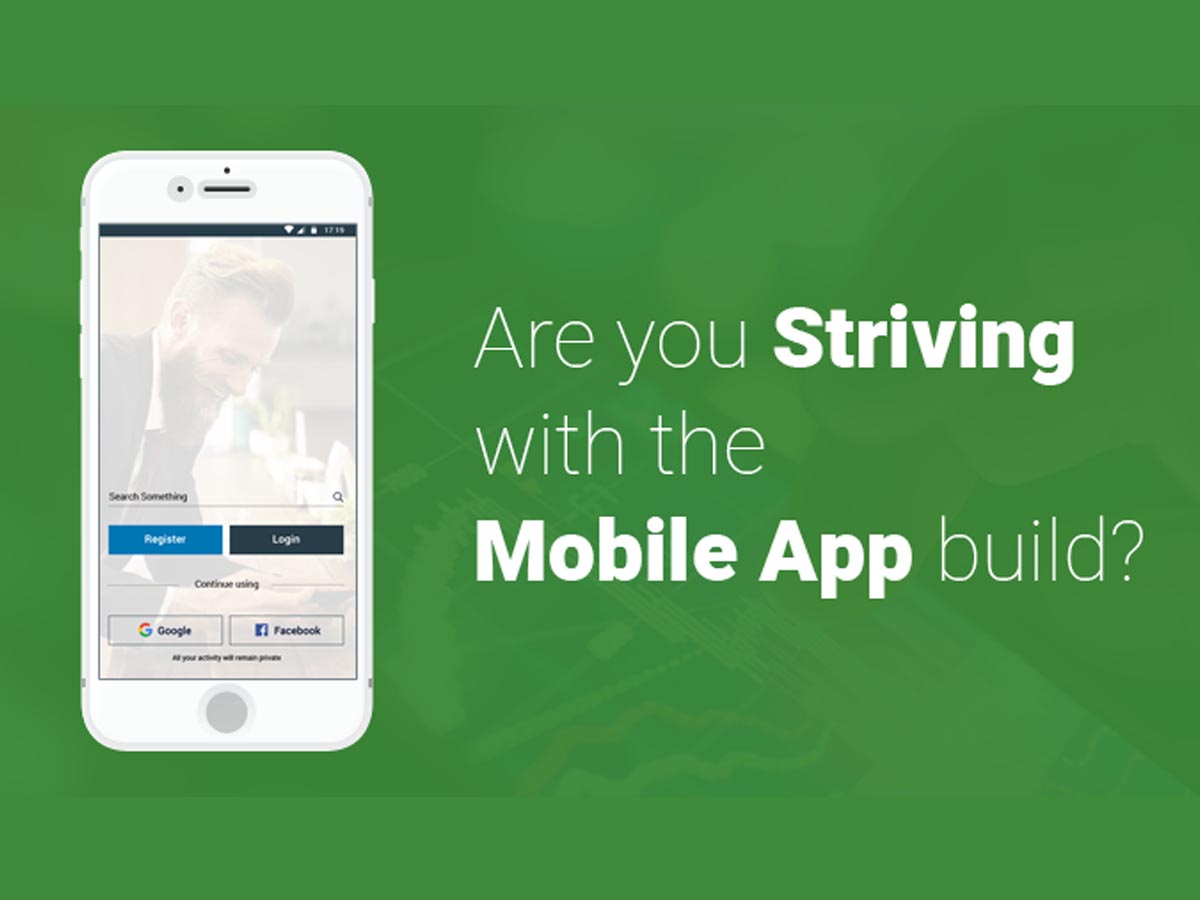 17:19
Search Something
Register Login
Continue using
Google Facebook
All your activity will remain private
Are you Striving
with the
Mobile App build?